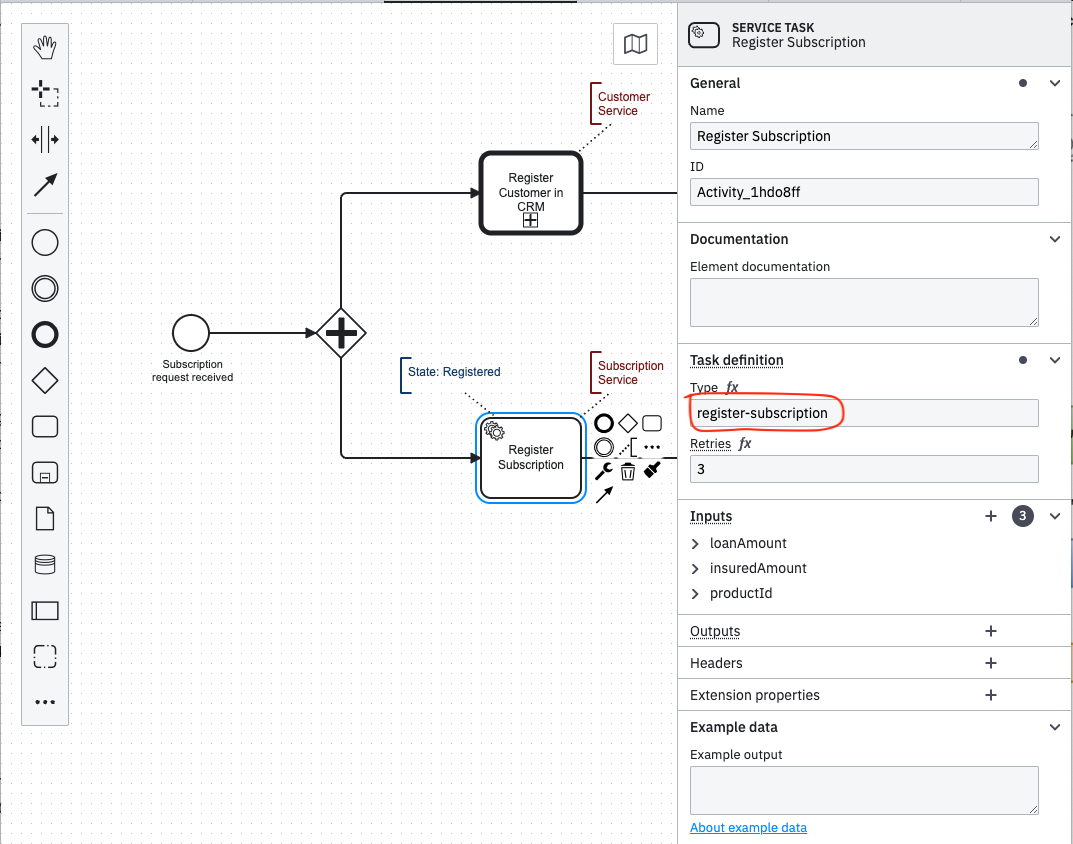 Customer
Service
Register
Customer in
CRM
Subscription
request received
State: Registered
Subscription
Service
Register
Subscription
SERVICE TASK
Register Subscription
General
Name
Register Subscription
ID
Activity_1hdo8ff
Documentation
Element documentation
Task definition
Type fx
register-subscription
Retries fx
3
Inputs
3
loanAmount
insuredAmount
productId
Outputs
Headers
Extension properties
Example data
Example output
About example data